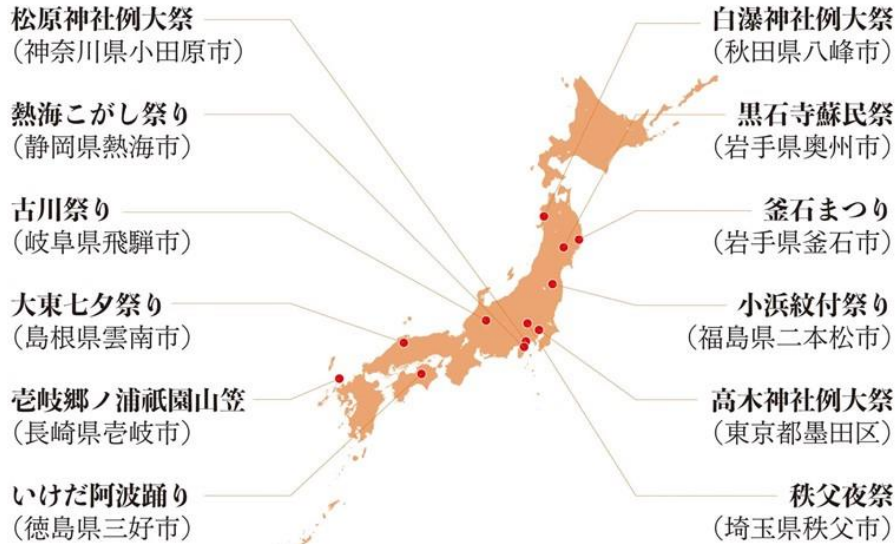 松原神社例大祭
（神奈川県小田原市）
熱海こがし祭り
（静岡県熱海市）
古川祭り
（岐阜県飛騨市）
大東七夕祭り
（島根県雲南市）
壱岐郷ノ浦祇園山笠
（長崎県壱岐市）
いけだ阿波踊り
（徳島県三好市）
白瀑神社例大祭
（秋田県八峰市）
黒石寺蘇民祭
（岩手県奥州市）
釜石まつり
（岩手県釜石市）
小浜紋付祭り
（福島県二本松市）
高木神社例大祭
（東京都墨田区）
秩父夜祭
（埼玉県秩父市）